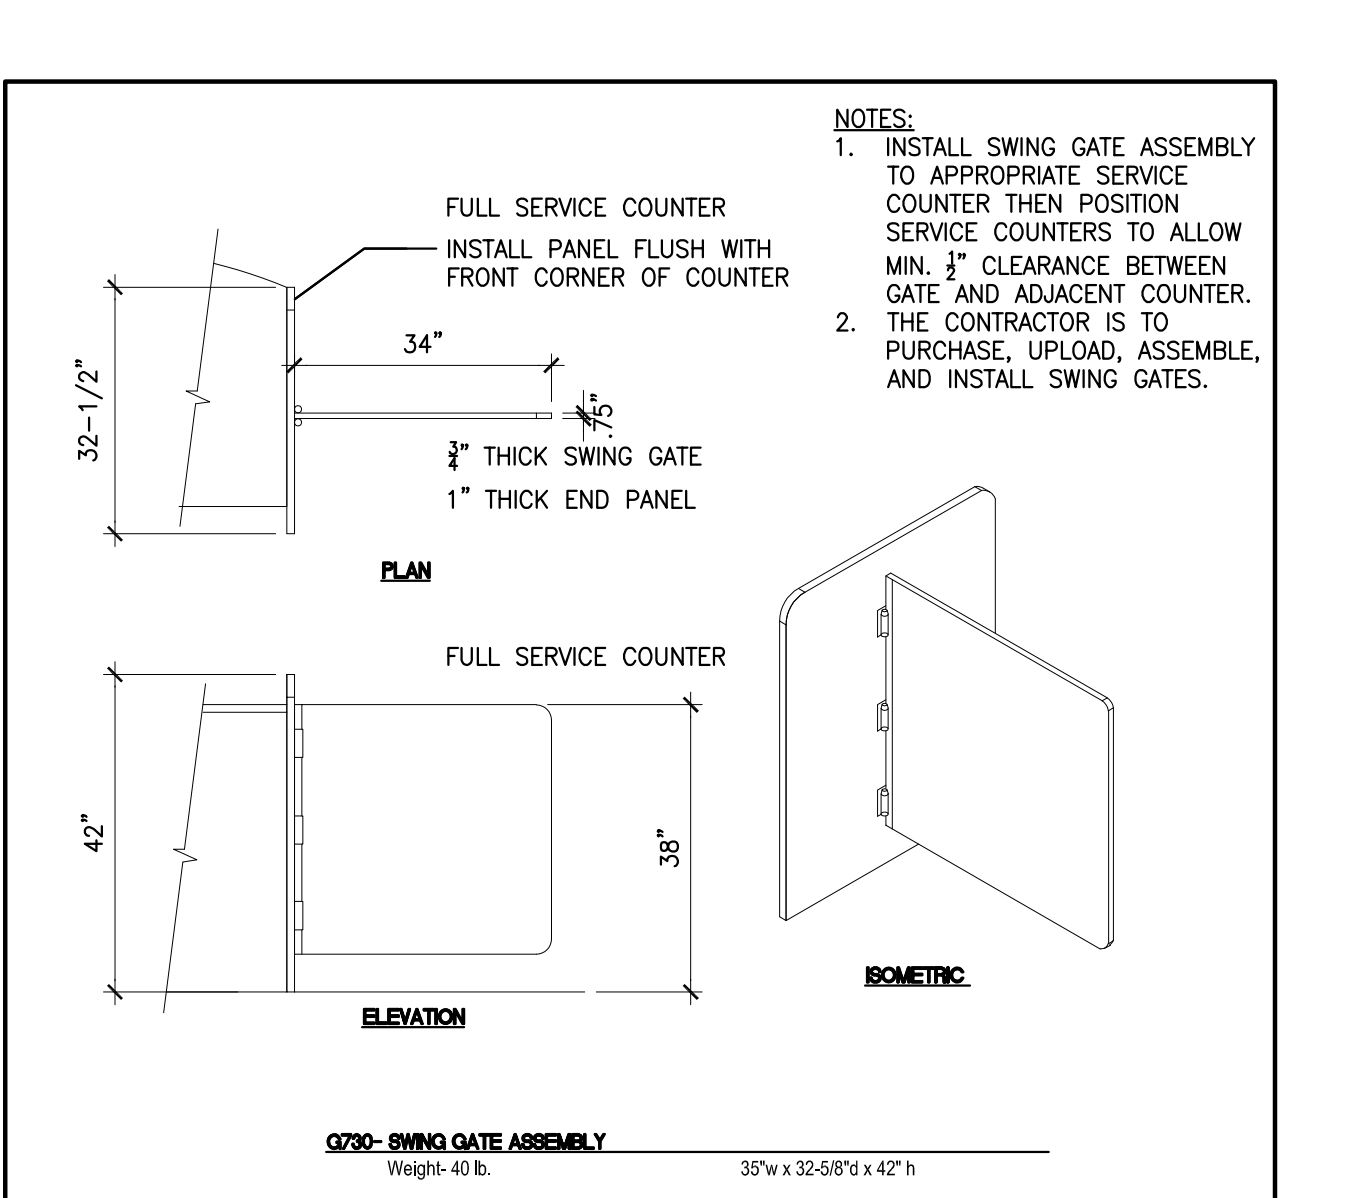 NOTES:
1. INSTALL SWING GATE ASSEMBLY
TO APPROPRIATE SERVICE
COUNTER THEN POSITION
SERVICE COUNTERS TO ALLOW
MIN. 1/2" CLEARANCE BETWEEN
GATE AND ADJACENT COUNTER.
2. THE CONTRACTOR IS TO
PURCHASE, UPLOAD, ASSEMBLE,
AND INSTALL SWING GATES.
FULL SERVICE COUNTER
INSTALL PANEL FLUSH WITH
FRONT CORNER OF COUNTER
34"
32-1/2"
.75"
3/4" THICK SWING GATE
1" THICK END PANEL
PLAN
FULL SERVICE COUNTER
42"
38"
ELEVATION
ISOMETRIC
G730- SWING GATE ASSEMBLY
Weight- 40 lb.
35"w x 32-5/8"d x 42" h